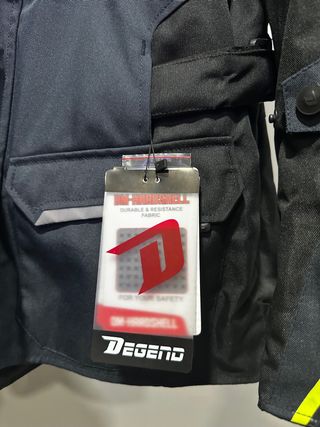 DM-HARDSHELL
DURABLE & RESISTANCE
FABRIC
FOR YOUR SAFETY
DM-HARDSHELL
DEGEND